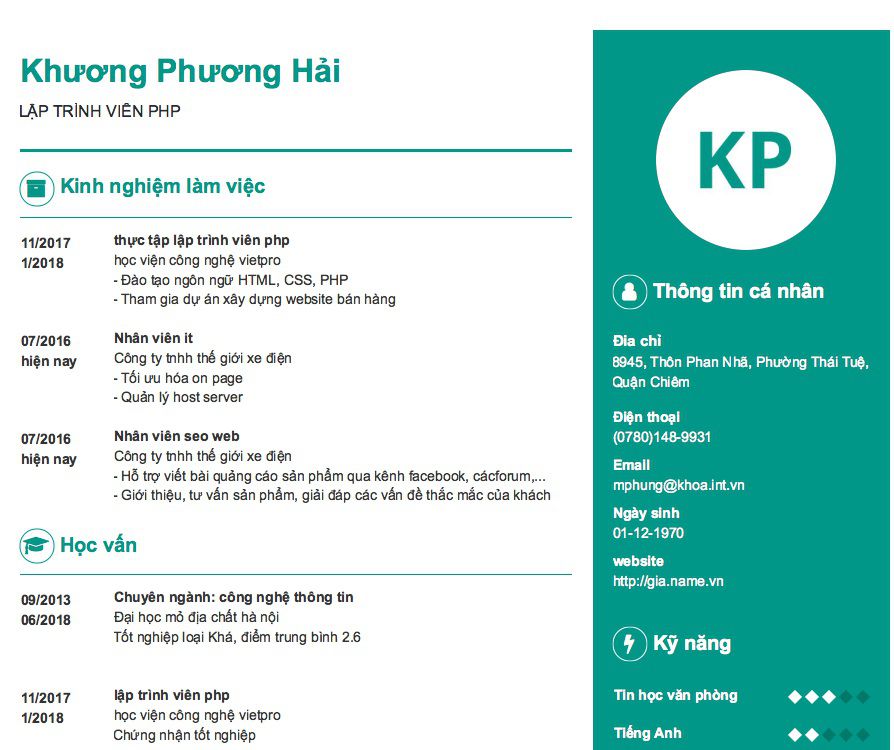 Khương Phương Hải
LẬP TRÌNH VIÊN PHP
Kinh nghiệm làm việc
11/2017
1/2018
thực tập lập trình viên php
học viện công nghệ vietpro
- Đào tạo ngôn ngữ HTML, CSS, PHP
- Tham gia dự án xây dựng website bán hàng
07/2016
hiện nay
Nhân viên it
Công ty tnhh thế giới xe điện
- Tối ưu hóa on page
- Quản lý host server
07/2016
hiện nay
Nhân viên seo web
Công ty tnhh thế giới xe điện
- Hỗ trợ viết bài quảng cáo sản phẩm qua kênh facebook, cácforum,...
- Giới thiệu, tư vấn sản phẩm, giải đáp các vấn đề thắc mắc của khách
Học vấn
09/2013
06/2018
Chuyên ngành: công nghệ thông tin
Đại học mỏ địa chất hà nội
Tốt nghiệp loại Khá, điểm trung bình 2.6
11/2017
1/2018
lập trình viên php
học viện công nghệ vietpro
Chứng nhận tốt nghiệp
KP
Thông tin cá nhân
Địa chỉ
8945, Thôn Phan Nhã, Phường Thái Tuệ,
Quận Chiêm
Điện thoại
(0780)148-9931
Email
mphung@khoa.int.vn
Ngày sinh
01-12-1970
website
http://gia.name.vn
Kỹ năng
Tin học văn phòng
Tiếng Anh